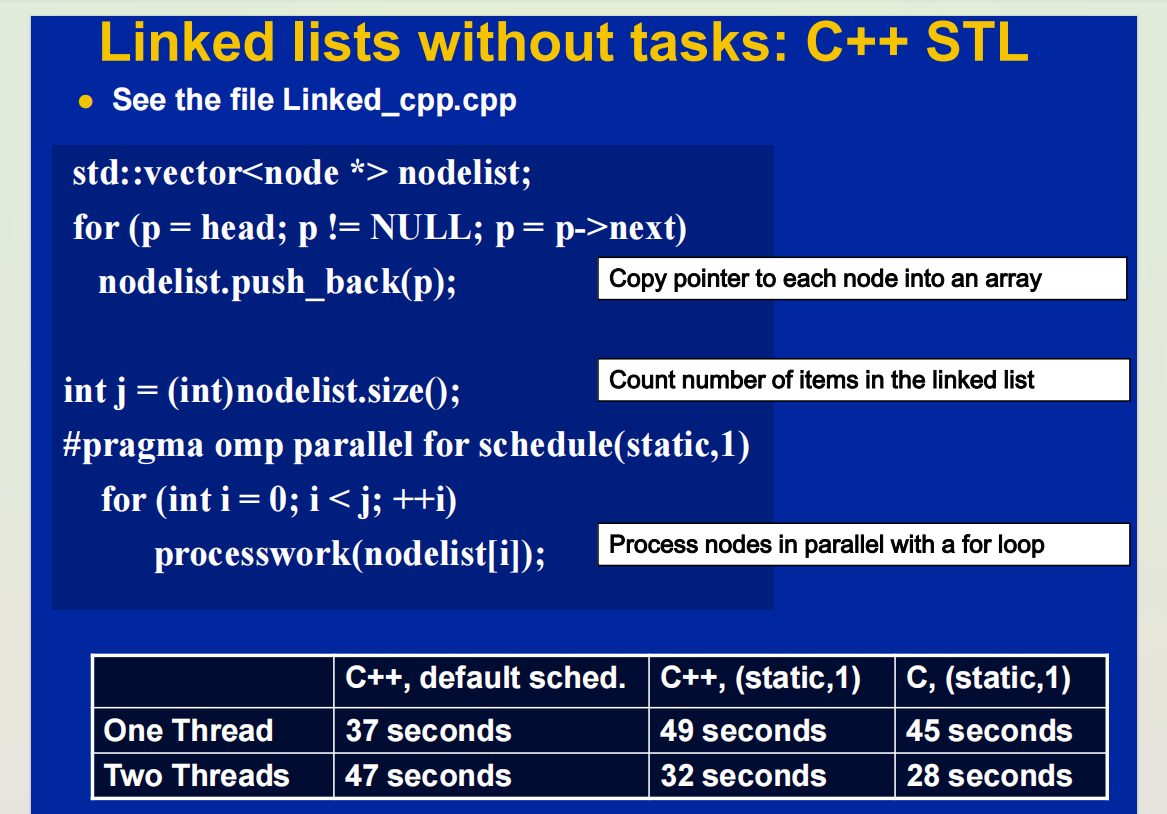 Linked lists without tasks: C++ STL
● See the file Linked_cpp.cpp
std::vector<node *> nodelist;
for (p = head; p != NULL; p = p->next)
nodelist.push_back(p);
Copy pointer to each node into an array
int j = (int)nodelist.size();
Count number of items in the linked list
#pragma omp parallel for schedule(static,1)
for (int i = 0; i < j; ++i)
processwork(nodelist[i]);
Process nodes in parallel with a for loop
C++, default sched. C++, (static,1) C, (static,1)
One Thread 37 seconds 49 seconds 45 seconds
Two Threads 47 seconds 32 seconds 28 seconds